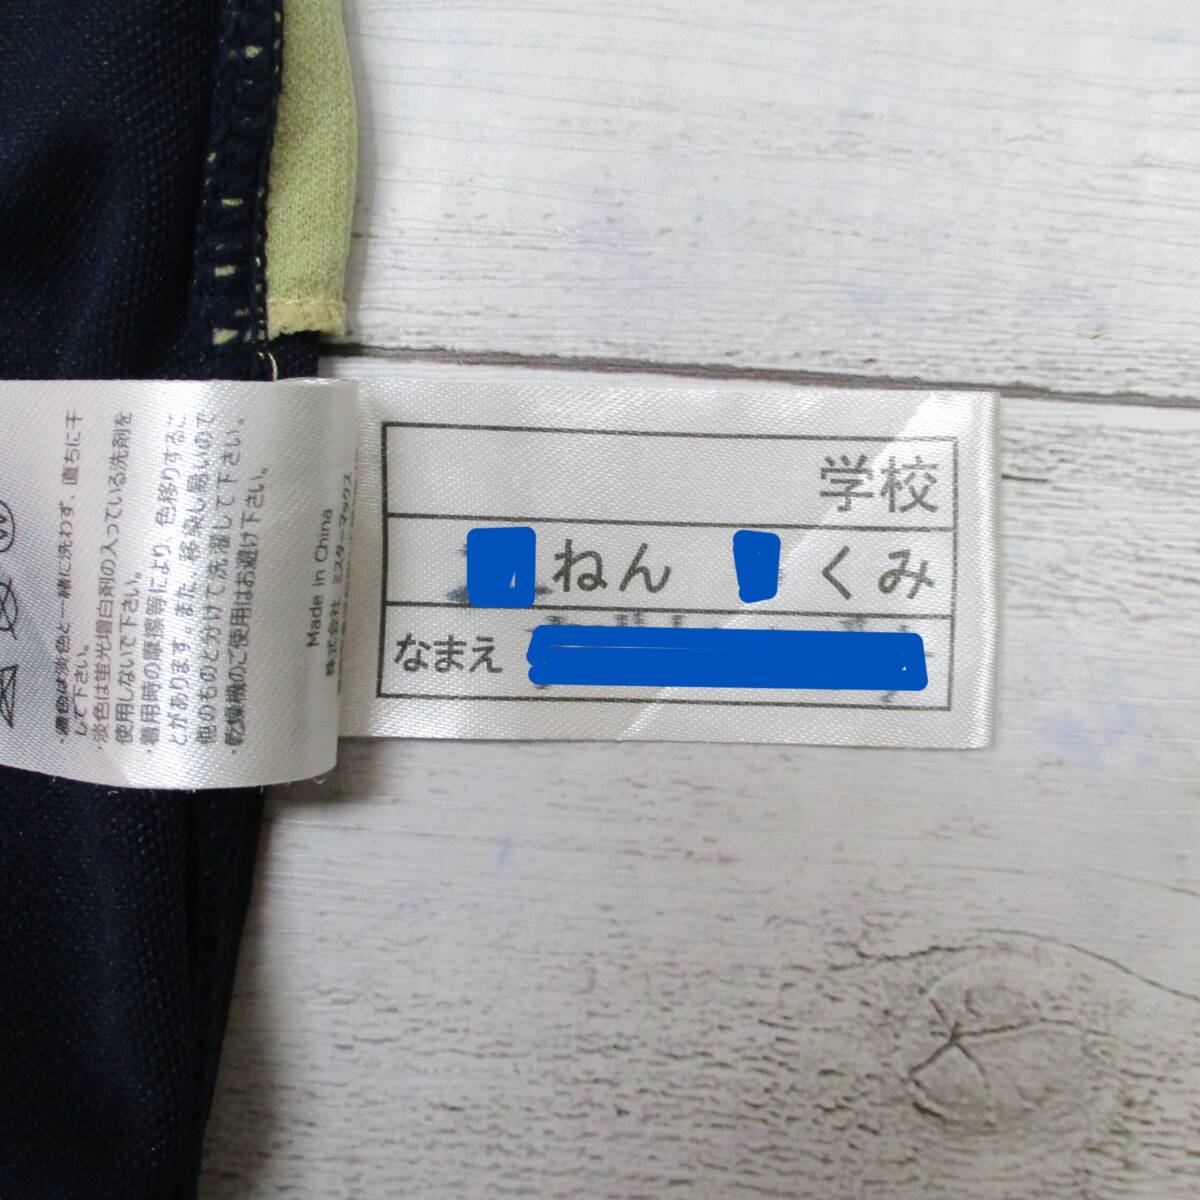 ・濃色は淡色と一緒に洗わず、直ちに干
して下さい。
・淡色は蛍光増白剤の入っている洗剤を
使用しないで下さい。
・着用時の摩擦等により、色移りするこ
とがあります。また、移染し易いので
他のものと分けて洗濯して下さい。
・乾燥機のご使用はお避け下さい。
Made in China
株式会社 ミスターマックス
学校
ねん くみ
なまえ